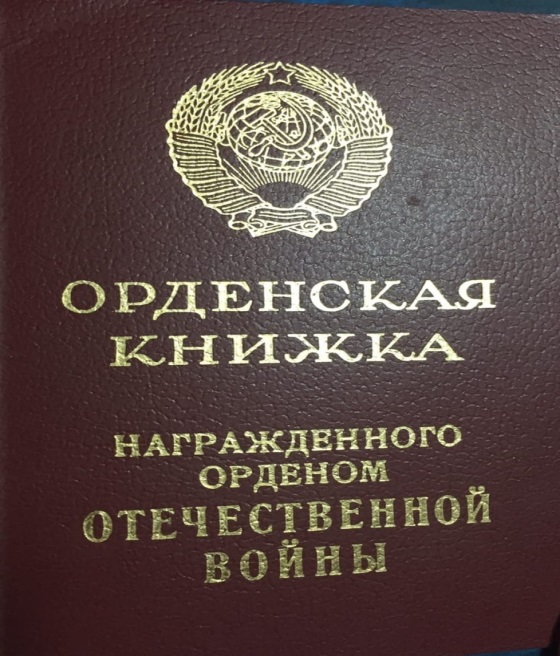 ОРДЕНСКАЯ
КНИЖКА
НАГРАЖДЕННОГО
ОРДЕНОМ
ОТЕЧЕСТВЕННОЙ
ВОЙНЫ